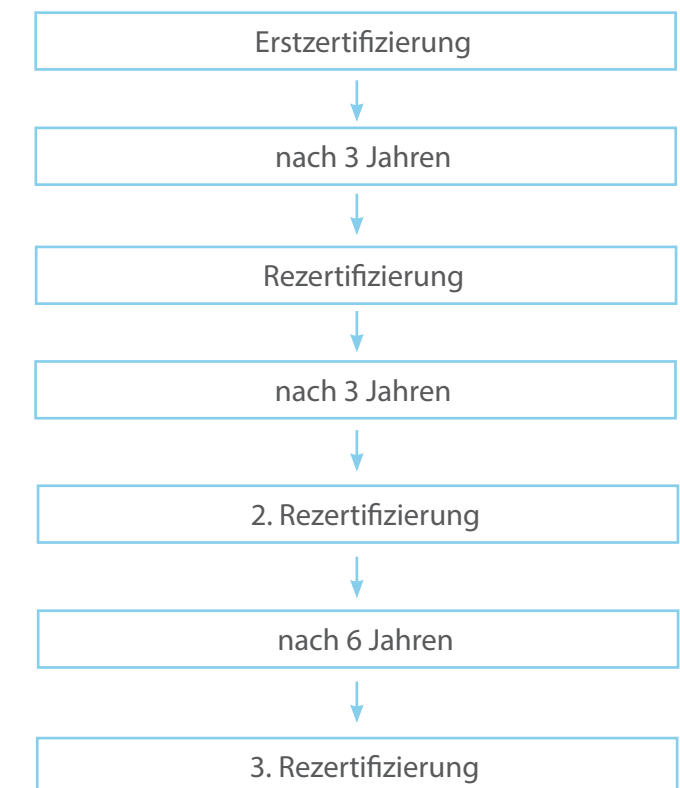 Erstzertifizierung
nach 3 Jahren
Rezertifizierung
nach 3 Jahren
2. Rezertifizierung
nach 6 Jahren
3. Rezertifizierung